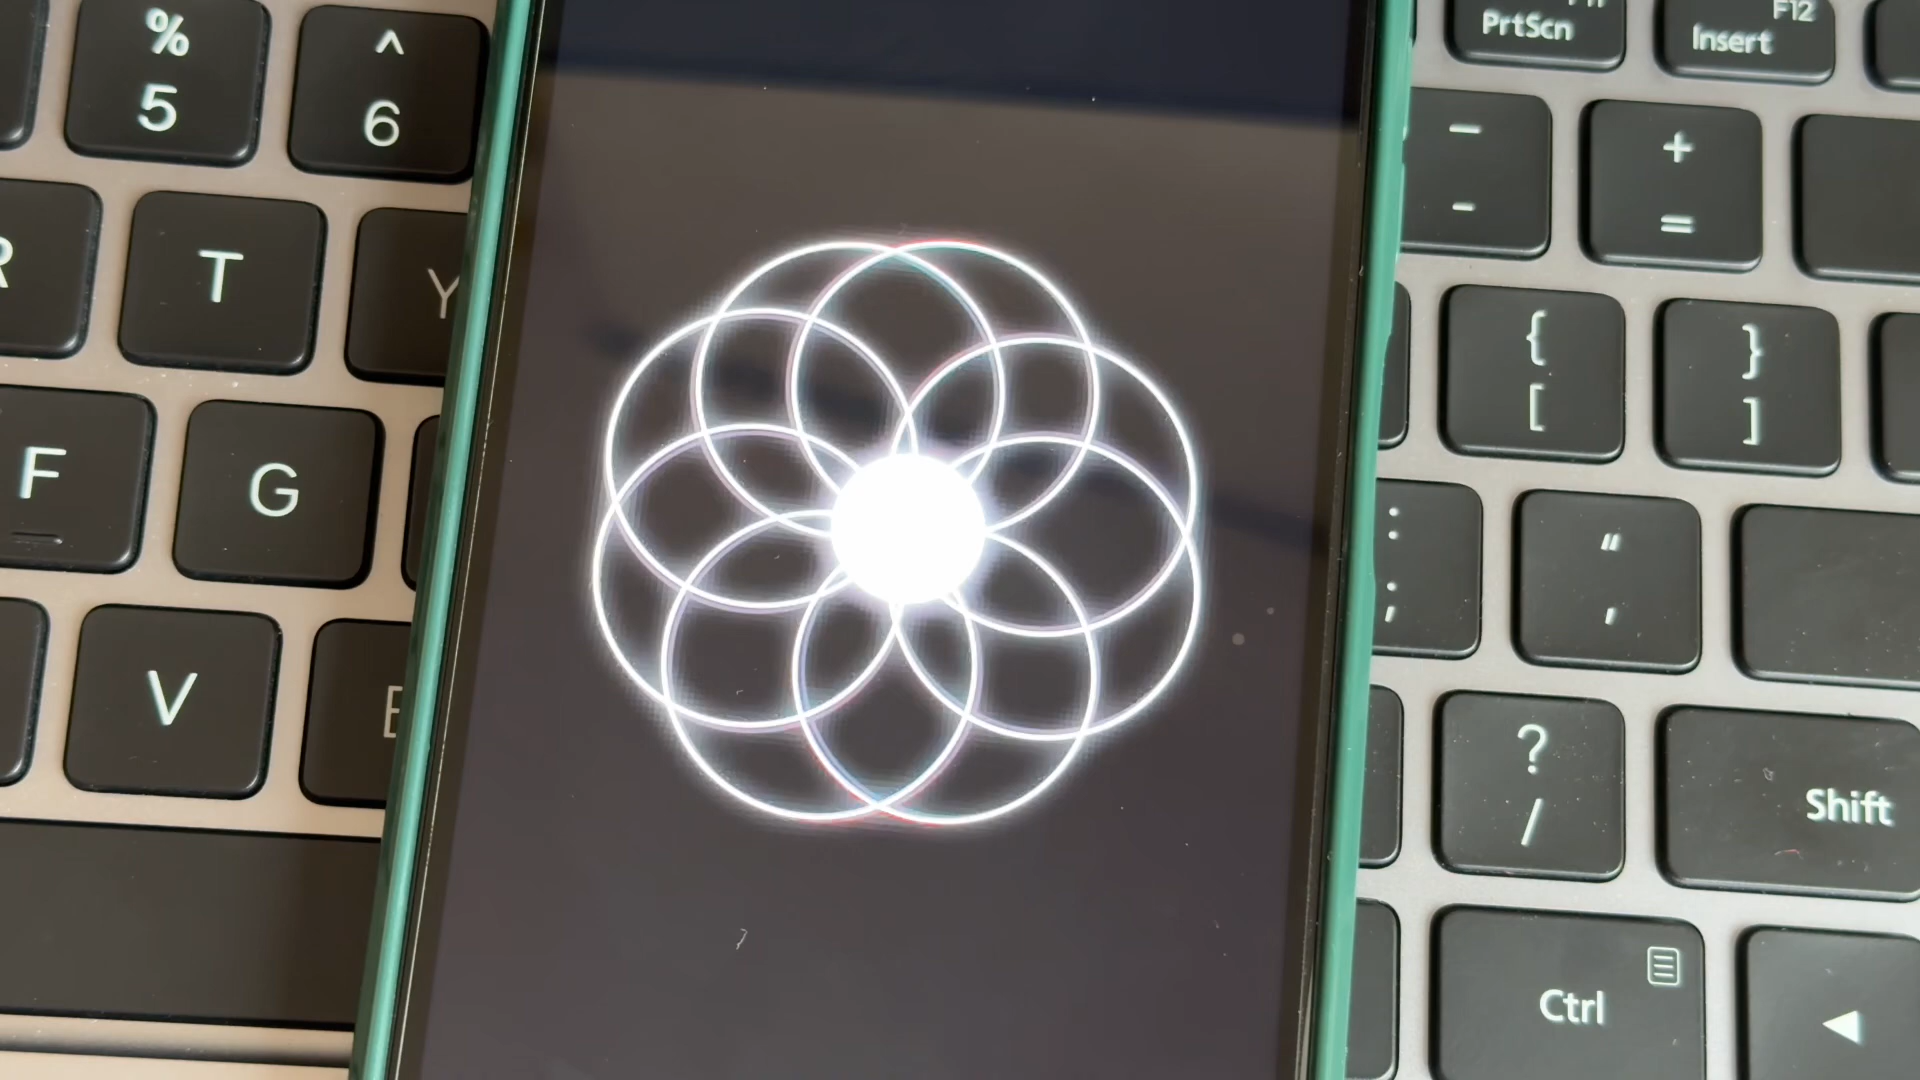 %
5
^
6
R
T
Y
F
G
V
F12
PrtScn
Insert
-
-
+
=
{
[
}
]
:
;
“
,
?
/
Shift
Ctrl